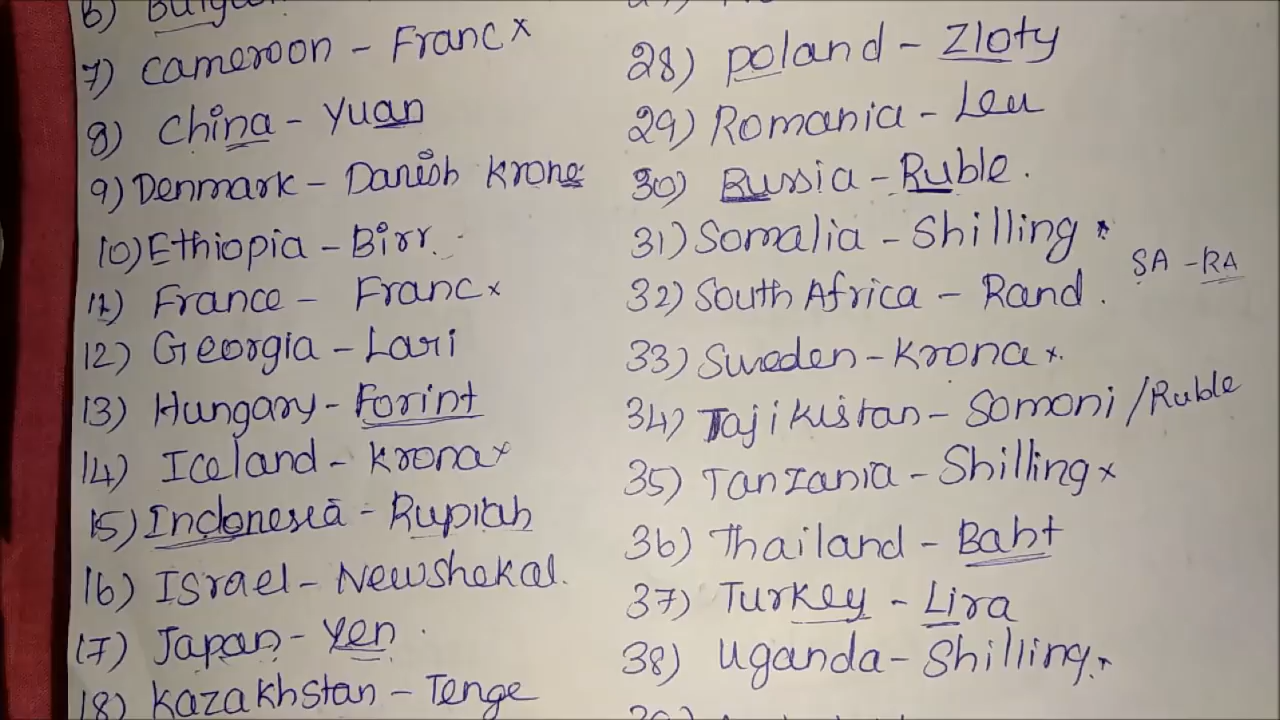 7) Cameroon - Franc x
8) China - Yuan
9) Denmark - Danish Krone
10) Ethiopia - Birr
11) France - Franc x
12) Georgia - Lari
13) Hungary - Forint
14) Iceland - Krona x
15) Indonesia - Rupiah
16) Israel - Newshekal.
17) Japan - Yen
18) Kazakhstan - Tenge
28) Poland - Zloty
29) Romania - Leu
30) Russia - Ruble.
31) Somalia - Shilling *
32) South Africa - Rand.
SA - RA
33) Sweden - Krona x.
34) Tajikistan - Somoni / Ruble
35) Tanzania - Shilling x
36) Thailand - Baht
37) Turkey - Lira
38) Uganda - Shilling. x